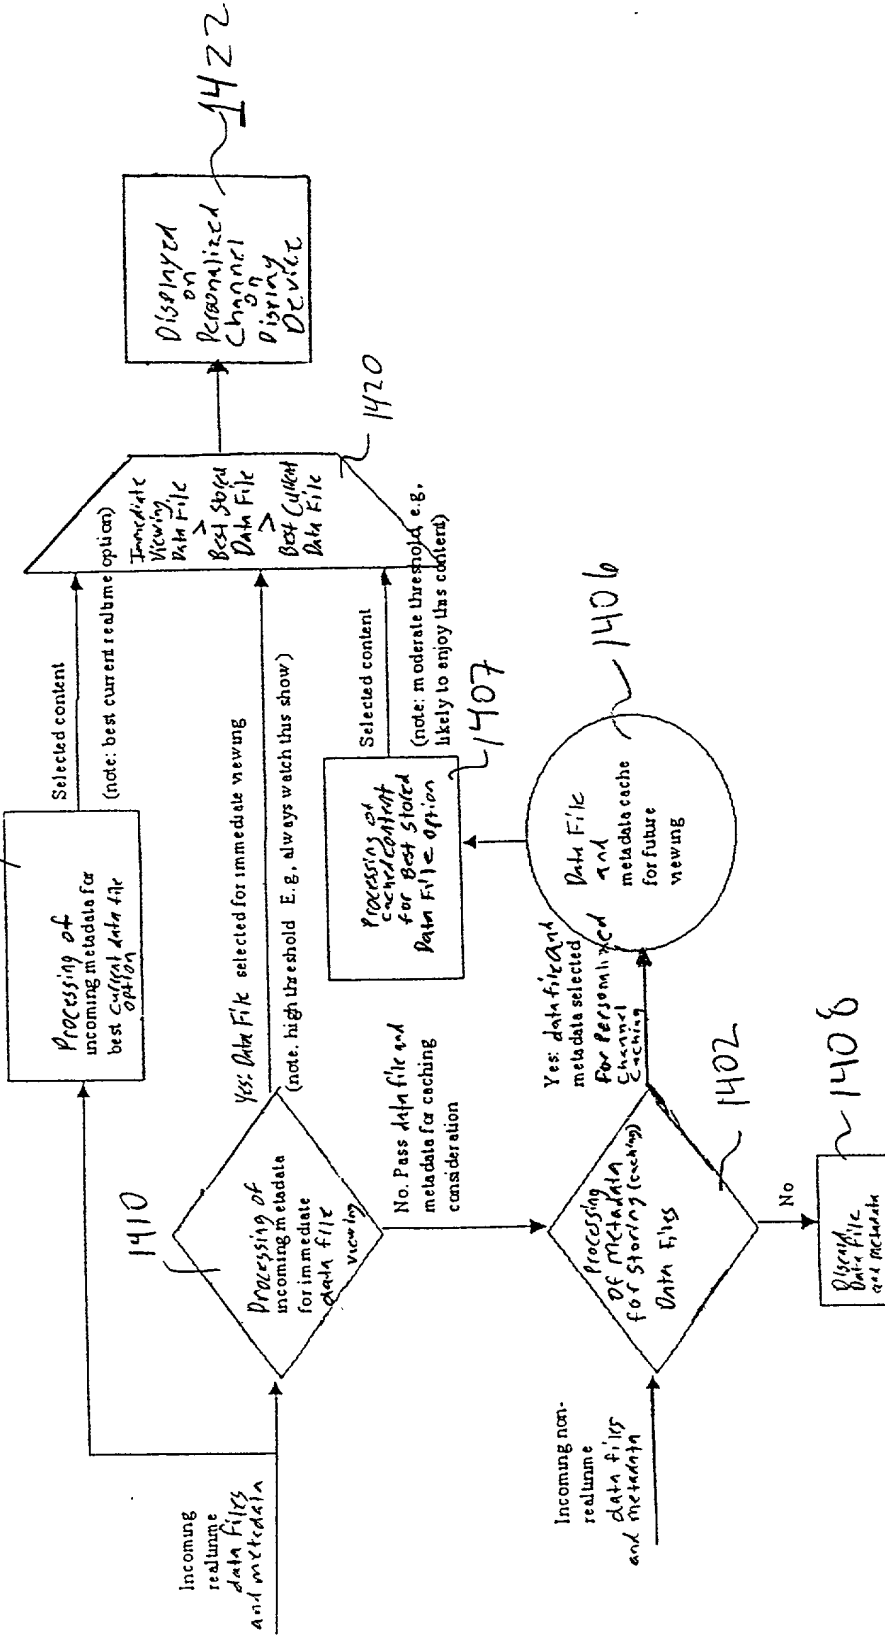 1422
Displayed
on
Personalized
Channel
on
Display
Device
1420
Immediate
Viewing
Data File
>
Best Stored
Data File
>
Best Current
Data File
Selected content
(note: best current realtime option)
Processing of
incoming metadata for
best current data file
option
Yes: Data File selected for immediate viewing
(note. high threshold E.g., always watch this show)
Selected content
(note: moderate threshold, e.g.,
likely to enjoy this content)
1407
Processing of
cached content
for Best Stored
Data File option
1406
Data File
and
metadata cache
for future
viewing
1410
Processing of
incoming metadata
for immediate
data file
viewing
No. Pass data file and
metadata for caching
consideration
Yes: data file and
metadata selected
For Personalized
Channel
Caching
1402
Processing
Of metadata
for storing (caching)
Data Files
No
1408
Discard
Data File
and metadata
Incoming
realtime
data files
and metadata
Incoming non-
realtime
data files
and metadata